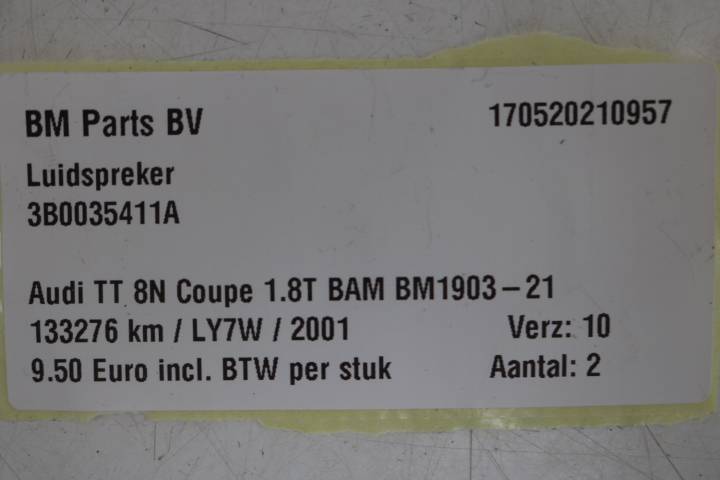 BM Parts BV 170520210957
Luidspreker
3B0035411A
Audi TT 8N Coupe 1.8T BAM BM1903-21
133276 km / LY7W / 2001 Verz: 10
9.50 Euro incl. BTW per stuk Aantal: 2